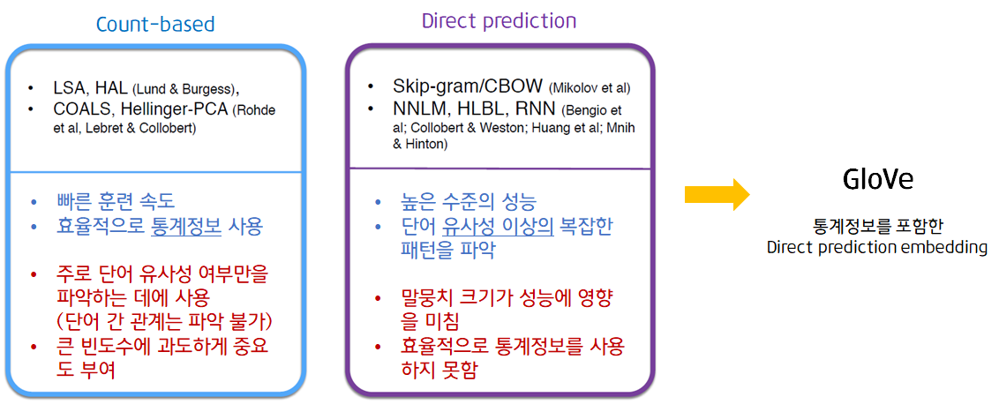 Count-based
• LSA, HAL (Lund & Burgess),
• COALS, Hellinger-PCA (Rohde
et al, Lebret & Collobert)
• 빠른 훈련 속도
• 효율적으로 통계정보 사용
• 주로 단어 유사성 여부만을
파악하는 데에 사용
(단어 간 관계는 파악 불가)
• 큰 빈도수에 과도하게 중요
도 부여
Direct prediction
• Skip-gram/CBOW (Mikolov et al)
• NNLM, HLBL, RNN (Bengio et
al; Collobert & Weston; Huang et al; Mnih
& Hinton)
• 높은 수준의 성능
• 단어 유사성 이상의 복잡한
패턴을 파악
• 말뭉치 크기가 성능에 영향
을 미침
• 효율적으로 통계정보를 사용
하지 못함
GloVe
통계정보를 포함한
Direct prediction embedding